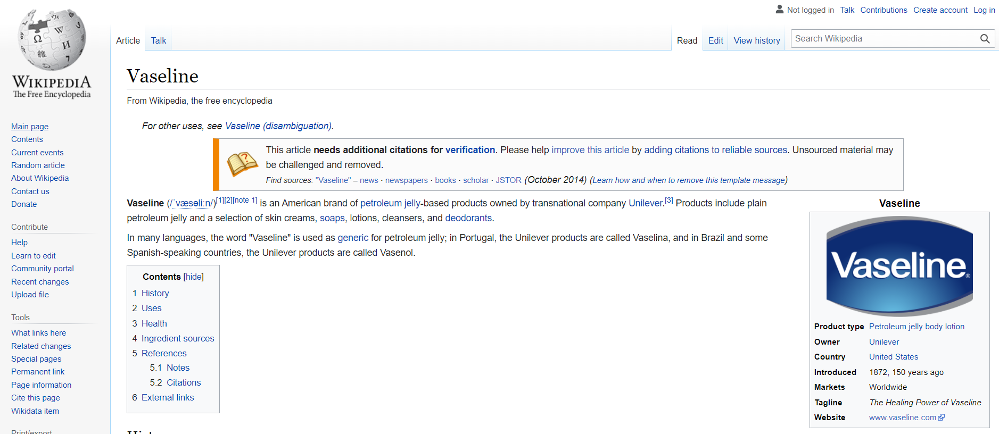 Not logged in Talk Contributions Create account Log in
Article Talk Read Edit View history Search Wikipedia
WIKIPEDIA
The Free Encyclopedia
Main page
Contents
Current events
Random article
About Wikipedia
Contact us
Donate
Contribute
Help
Learn to edit
Community portal
Recent changes
Upload file
Tools
What links here
Related changes
Special pages
Permanent link
Page information
Cite this page
Wikidata item
Print/export
Vaseline
From Wikipedia, the free encyclopedia
For other uses, see Vaseline (disambiguation).
This article needs additional citations for verification. Please help improve this article by adding citations to reliable sources. Unsourced material may
be challenged and removed.
Find sources: "Vaseline" – news · newspapers · books · scholar · JSTOR (October 2014) (Learn how and when to remove this template message)
Vaseline (/ˈvæsəliːn/)[1][2][note 1] is an American brand of petroleum jelly-based products owned by transnational company Unilever.[3] Products include plain
petroleum jelly and a selection of skin creams, soaps, lotions, cleansers, and deodorants.
In many languages, the word "Vaseline" is used as generic for petroleum jelly; in Portugal, the Unilever products are called Vaselina, and in Brazil and some
Spanish-speaking countries, the Unilever products are called Vasenol.
Contents [hide]
1 History
2 Uses
3 Health
4 Ingredient sources
5 References
5.1 Notes
5.2 Citations
6 External links
Vaseline
Vaseline®
Product type Petroleum jelly body lotion
Owner Unilever
Country United States
Introduced 1872; 150 years ago
Markets Worldwide
Tagline The Healing Power of Vaseline
Website www.vaseline.com